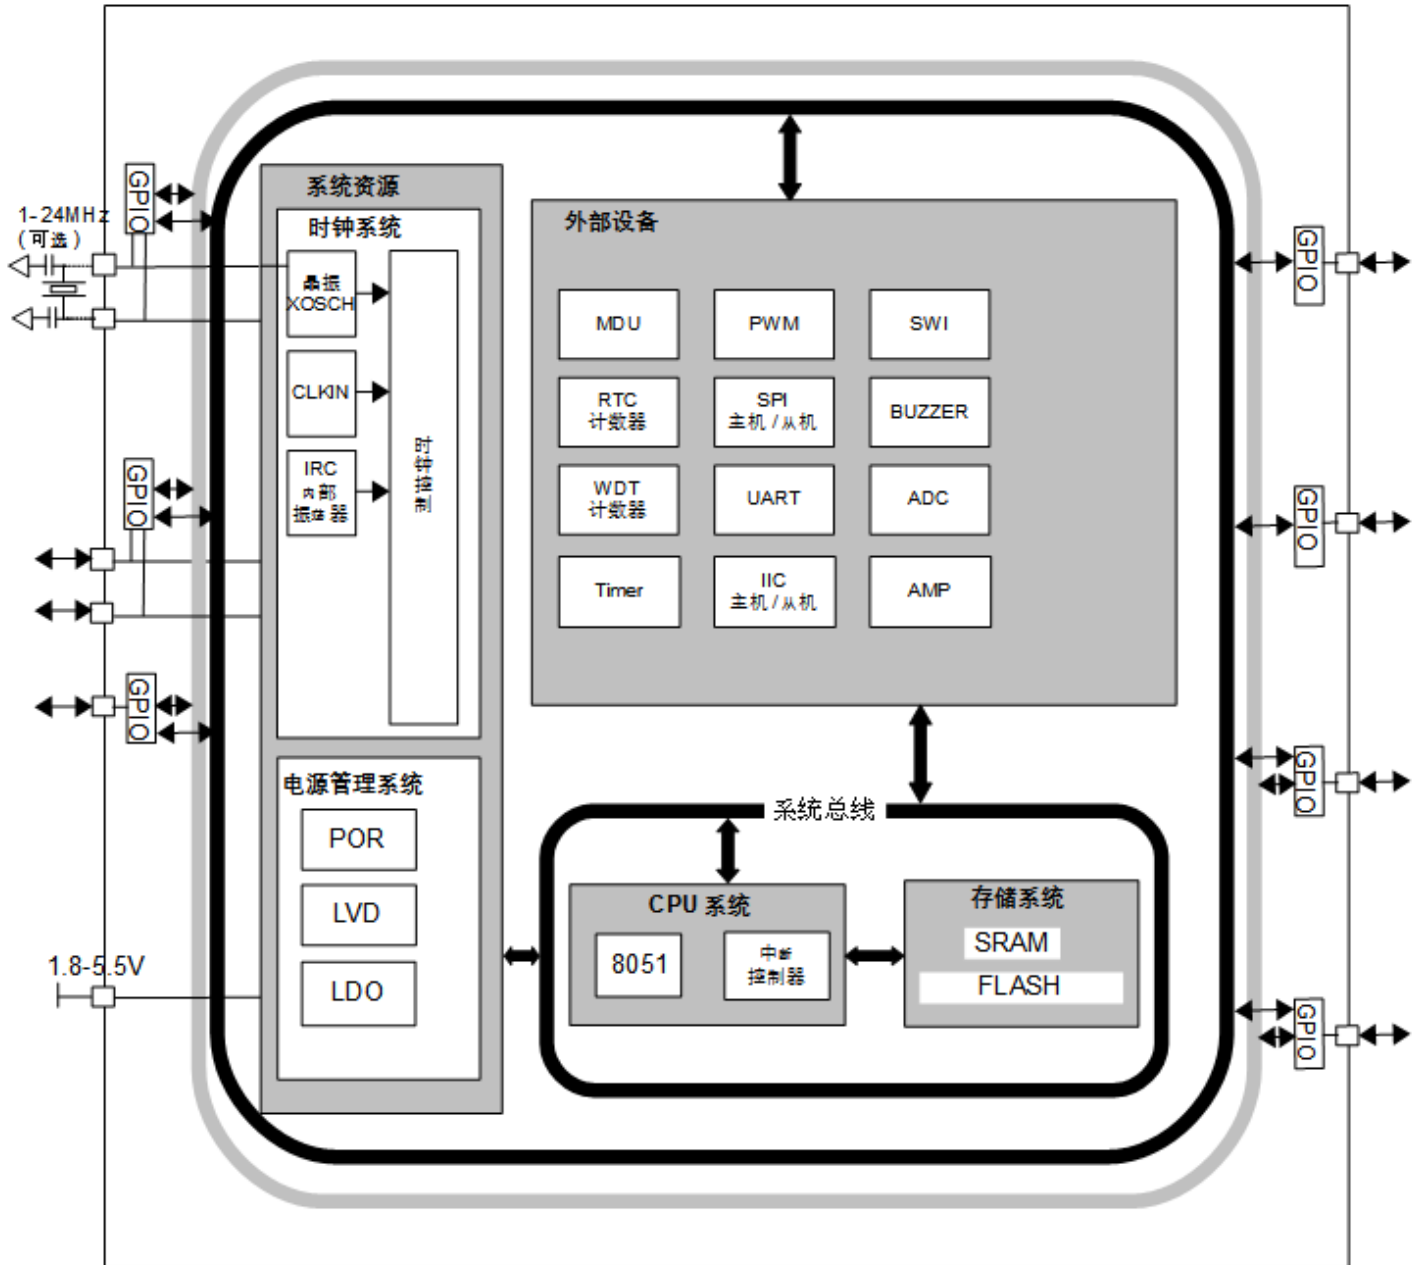 1-24MHz
(可选)
GPIO
GPIO
GPIO
1.8-5.5V
系统资源
时钟系统
晶振
XOSCH
CLKIN
IRC
内部
振荡器
时钟控制
电源管理系统
POR
LVD
LDO
外部设备
MDU
PWM
SWI
RTC
计数器
SPI
主机/从机
BUZZER
WDT
计数器
UART
ADC
Timer
IIC
主机/从机
AMP
系统总线
CPU 系统
8051
中断
控制器
存储系统
SRAM
FLASH
GPIO
GPIO
GPIO
GPIO